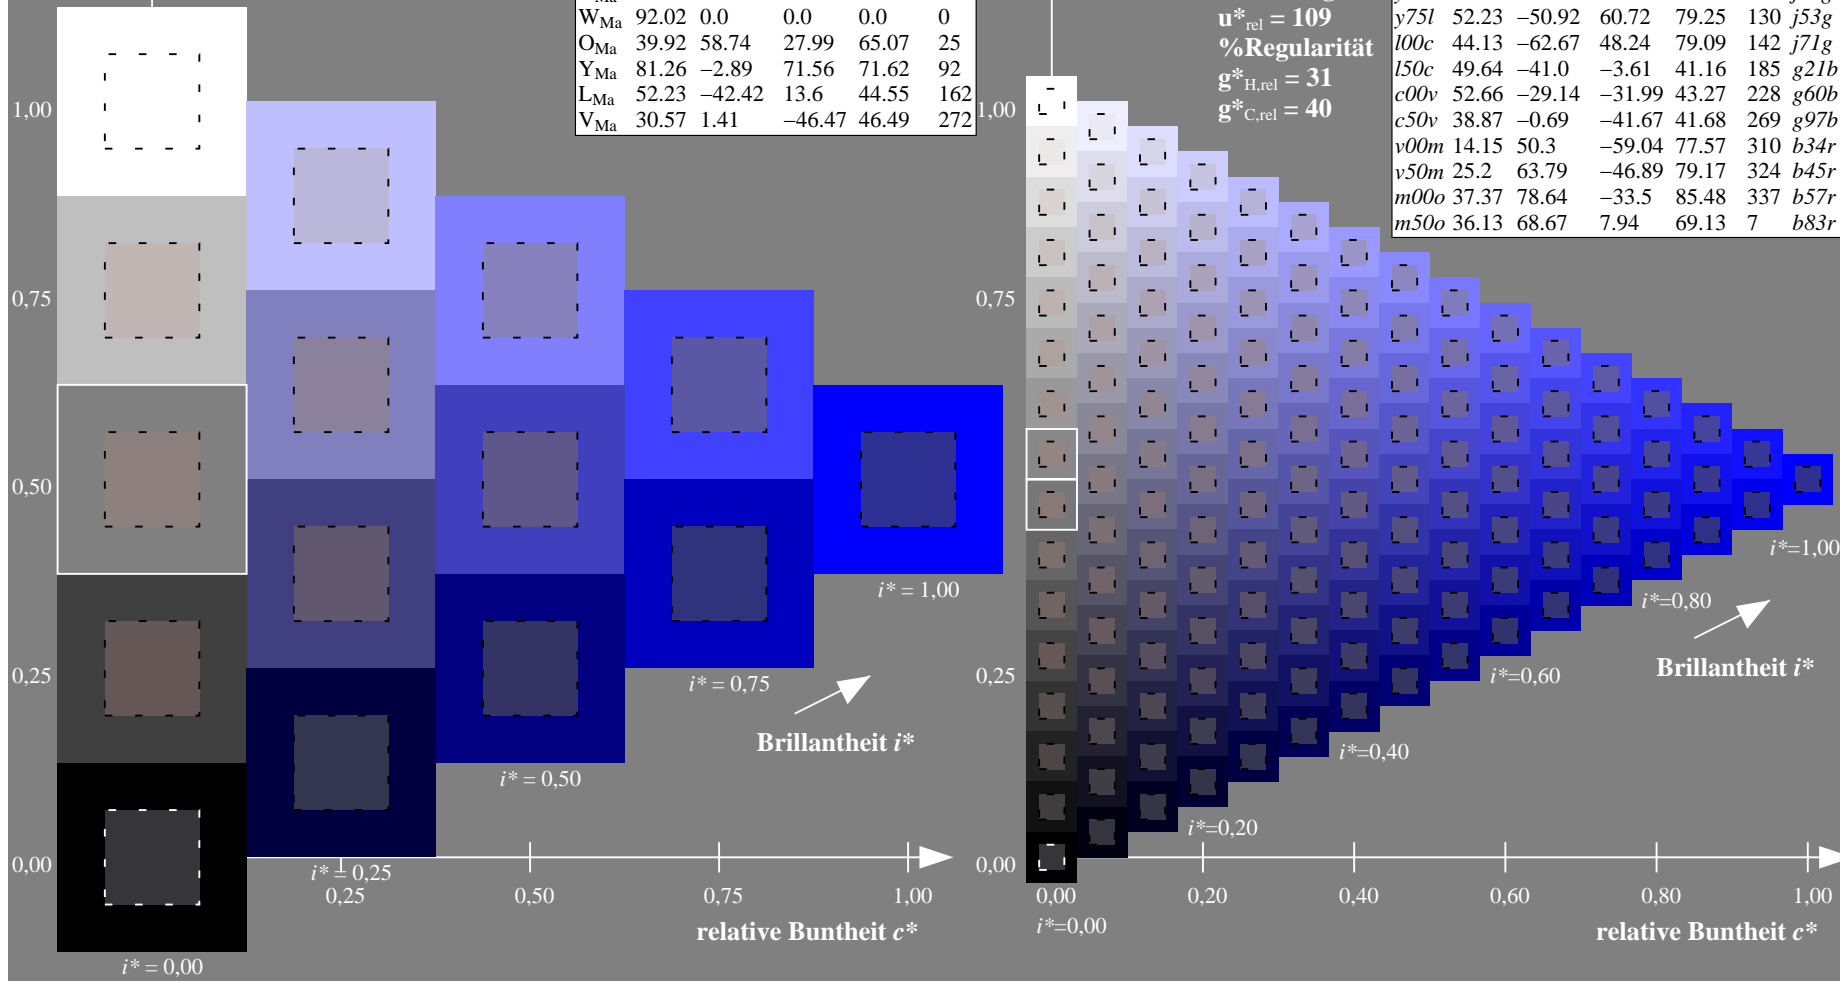 W_Ma 92.02 0.0 0.0 0.0 0
O_Ma 39.92 58.74 27.99 65.07 25
Y_Ma 81.26 −2.89 71.56 71.62 92
L_Ma 52.23 −42.42 13.6 44.55 162
V_Ma 30.57 1.41 −46.47 46.49 272
u*_rel = 109
%Regularität
g*_H,rel = 31
g*_C,rel = 40
y75l 52.23 −50.92 60.72 79.25 130 j53g
l00c 44.13 −62.67 48.24 79.09 142 j71g
l50c 49.64 −41.0 −3.61 41.16 185 g21b
c00v 52.66 −29.14 −31.99 43.27 228 g60b
c50v 38.87 −0.69 −41.67 41.68 269 g97b
v00m 14.15 50.3 −59.04 77.57 310 b34r
v50m 25.2 63.79 −46.89 79.17 324 b45r
m00o 37.37 78.64 −33.5 85.48 337 b57r
m50o 36.13 68.67 7.94 69.13 7 b83r
1,00
0,75
0,50
0,25
0,00
i* = 1,00
i* = 0,75
Brillantheit i*
i* = 0,50
i* = 0,25
0,25 0,50 0,75 1,00
relative Buntheit c*
i* = 0,00
1,00
0,75
0,25
0,00
i*=1,00
i*=0,80
Brillantheit i*
i*=0,60
i*=0,40
i*=0,20
0,00 0,20 0,40 0,60 0,80 1,00
i*=0,00
relative Buntheit c*